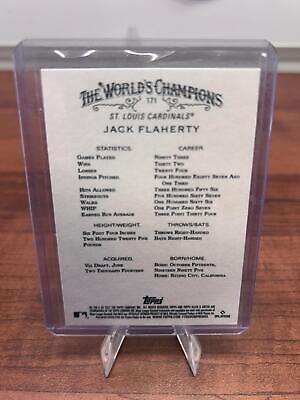 The World's Champions
171
ST. LOUIS CARDINALS®
JACK FLAHERTY
STATISTICS: CAREER:
Games Played Ninety Three
Wins Thirty Two
Losses Twenty Four
Innings Pitched Four Hundred Eighty Seven And
One Third
Hits Allowed Three Hundred Fifty Six
Strikeouts Five Hundred Sixty Seven
Walks One Hundred Sixty Six
WHIP One Point Zero Seven
Earned Run Average Three Point Thirty Four
HEIGHT/WEIGHT: THROWS/BATS:
Six Foot Four Inches Throws Right-Handed
Two Hundred Twenty Five Bats Right-Handed
Pounds
ACQUIRED: BORN/HOME:
Via Draft, June Born: October Fifteenth,
Two Thousand Fourteen Nineteen Ninety Five
Home: Studio City, California
Topps